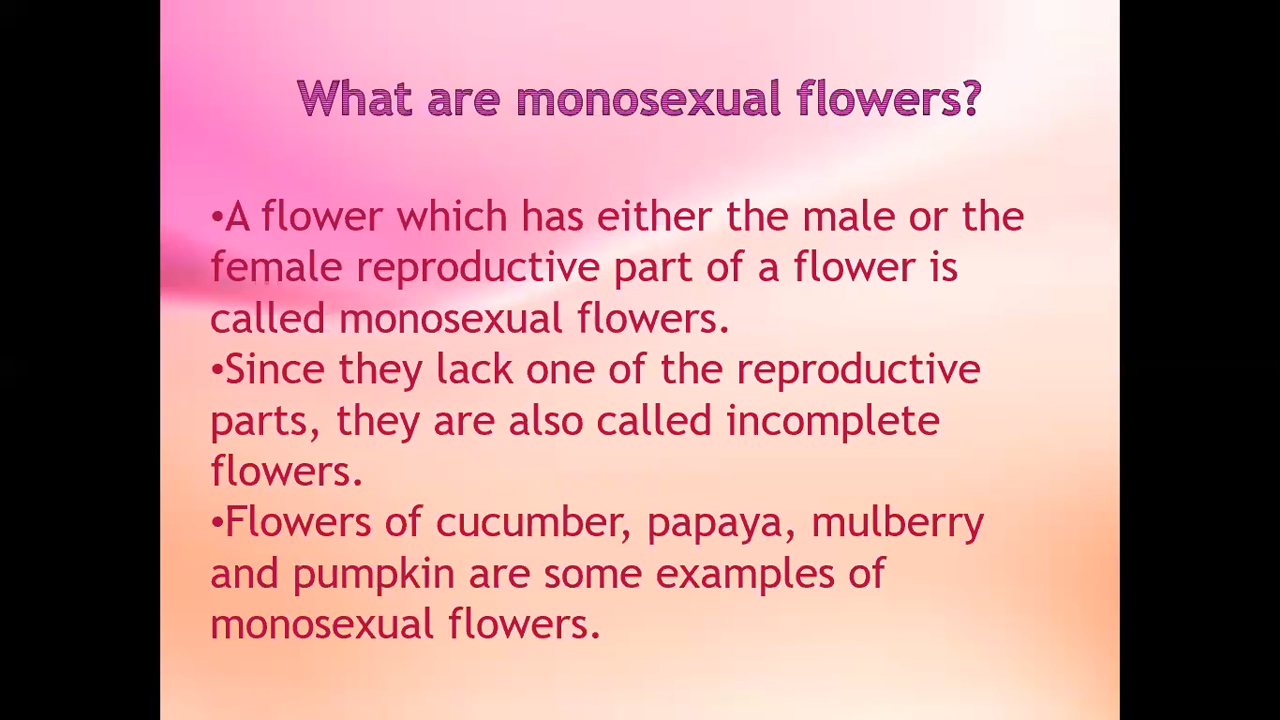 What are monosexual flowers?
•A flower which has either the male or the
female reproductive part of a flower is
called monosexual flowers.
•Since they lack one of the reproductive
parts, they are also called incomplete
flowers.
•Flowers of cucumber, papaya, mulberry
and pumpkin are some examples of
monosexual flowers.